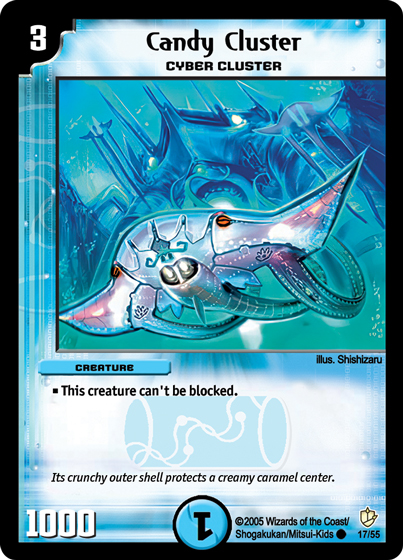 3
Candy Cluster
CYBER CLUSTER
illus. Shishizaru
CREATURE
▪ This creature can't be blocked.
Its crunchy outer shell protects a creamy caramel center.
1000
1
©2005 Wizards of the Coast/
Shogakukan/Mitsui-Kids ● 17/55